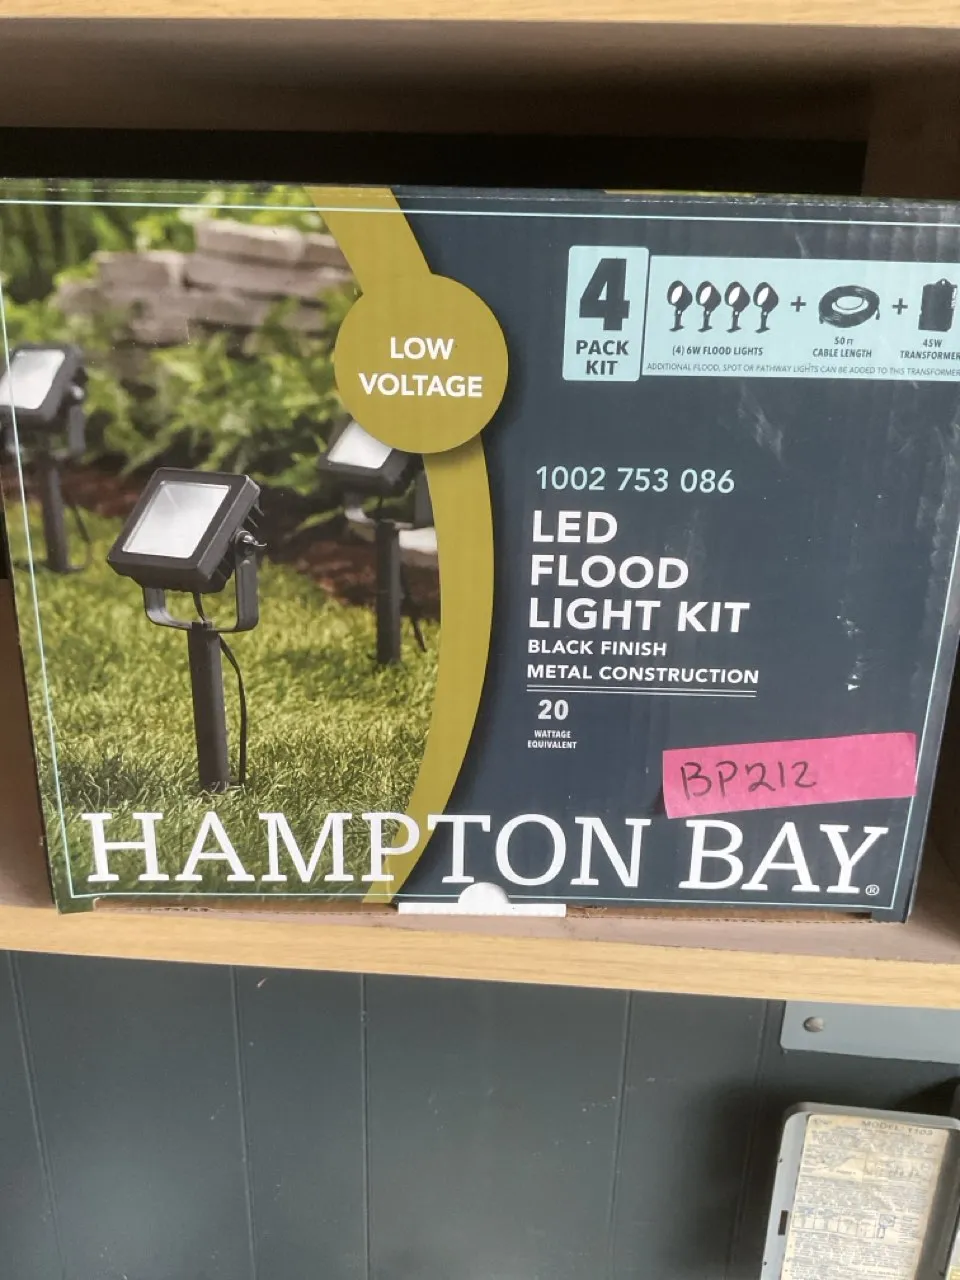 LOW
VOLTAGE
4
PACK
KIT
(4) 6W FLOOD LIGHTS
+
50 FT
CABLE LENGTH
+
45W
TRANSFORMER
ADDITIONAL FLOOD, SPOT OR PATHWAY LIGHTS CAN BE ADDED TO THIS TRANSFORMER
1002 753 086
LED
FLOOD
LIGHT KIT
BLACK FINISH
METAL CONSTRUCTION
20
WATTAGE
EQUIVALENT
BP212
HAMPTON BAY®
MODEL: 1103